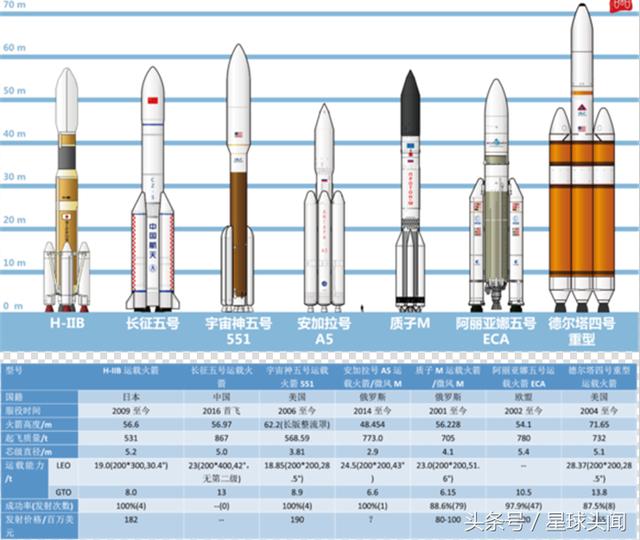 70 m
60 m
50 m
40 m
30 m
20 m
10 m
0 m
中国航天
H-IIB
长征五号
宇宙神五号
551
安加拉号
A5
质子M
阿丽亚娜五号
ECA
德尔塔四号
重型
型号 H-IIB 运载火箭 长征五号运载火箭 宇宙神五号运载火箭 551 安加拉号 A5 运载火箭/微风 M 质子 M 运载火箭/微风 M 阿丽亚娜五号运载火箭 ECA 德尔塔四号重型运载火箭
国籍 日本 中国 美国 俄罗斯 俄罗斯 欧盟 美国
服役时间 2009 至今 2016 首飞 2006 至今 2014 至今 2001 至今 2002 至今 2004 至今
火箭高度/m 56.6 56.97 62.2(长版整流罩) 48.454 56.228 54.1 71.65
起飞质量/t 531 867 568.59 773.0 705 780 732
芯级直径/m 5.2 5.0 3.81 2.9 4.1 5.4 5.1
运载能力/t LEO 19.0(200*300,30.4°) 23(200*400,42°,无第二级) 18.85(200*200,28.5°) 24.5(200*200,43°) 23.0(200*200,51.6°) -- 28.37(200*200,28.5°)
GTO 8.0 13 8.9 6.6 6.15 10.5 13.8
成功率(发射次数) 100%(4) --(0) 100%(4) 100%(1) 88.6%(79) 97.9%(47) 87.5%(8)
发射价格/百万美元 182 -- 190 ? 80-100
头条号 / 星球头闻